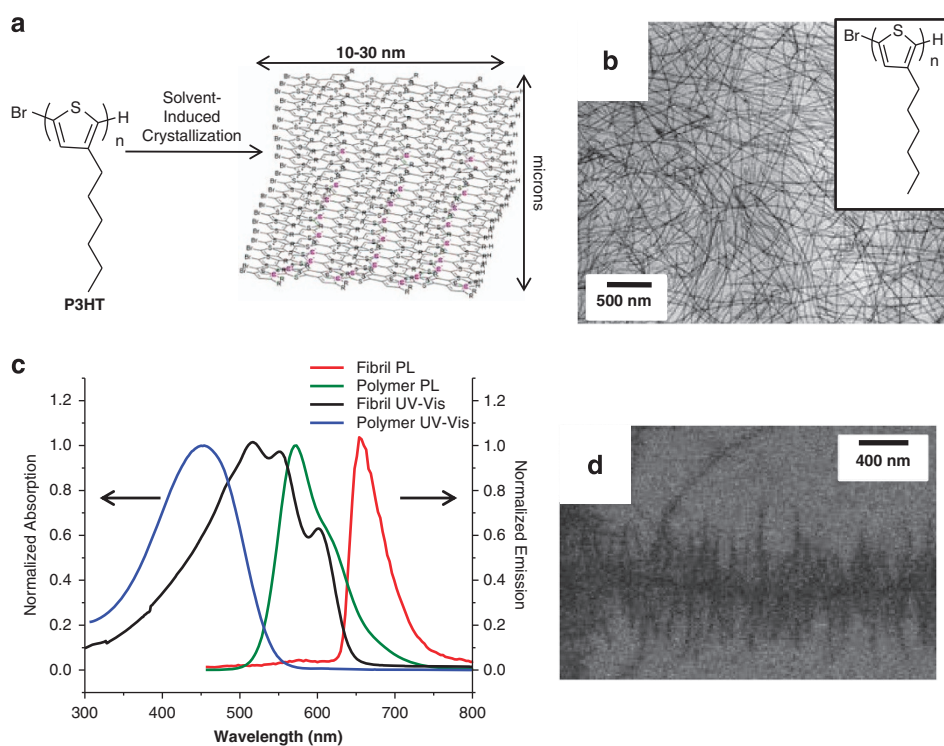 a
10-30 nm
Br
S
H
n
Solvent-
Induced
Crystallization
microns
P3HT
b
Br
S
H
n
500 nm
c
Fibril PL
Polymer PL
Fibril UV-Vis
Polymer UV-Vis
1.2
1.0
0.8
0.6
0.4
0.2
0.0
Normalized Absorption
1.2
1.0
0.8
0.6
0.4
0.2
0.0
Normalized Emission
300
400
500
600
700
800
Wavelength (nm)
d
400 nm